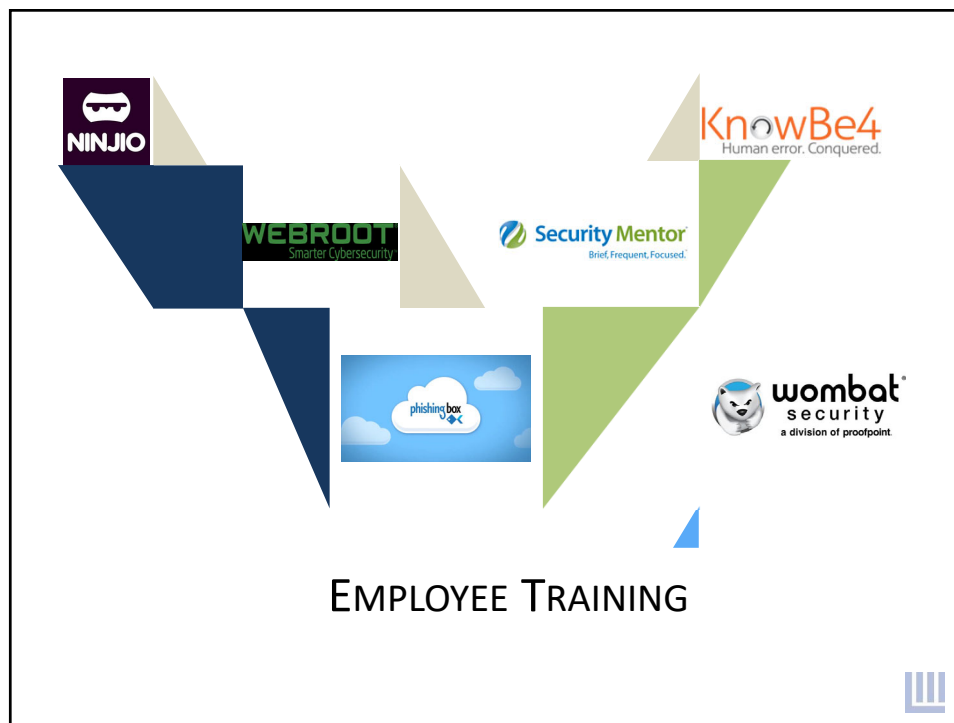 NINJIO
KnowBe4
Human error. Conquered.
WEBROOT
Smarter Cybersecurity
Security Mentor
Brief, Frequent, Focused.
phishing box
wombat
security
a division of proofpoint.
EMPLOYEE TRAINING